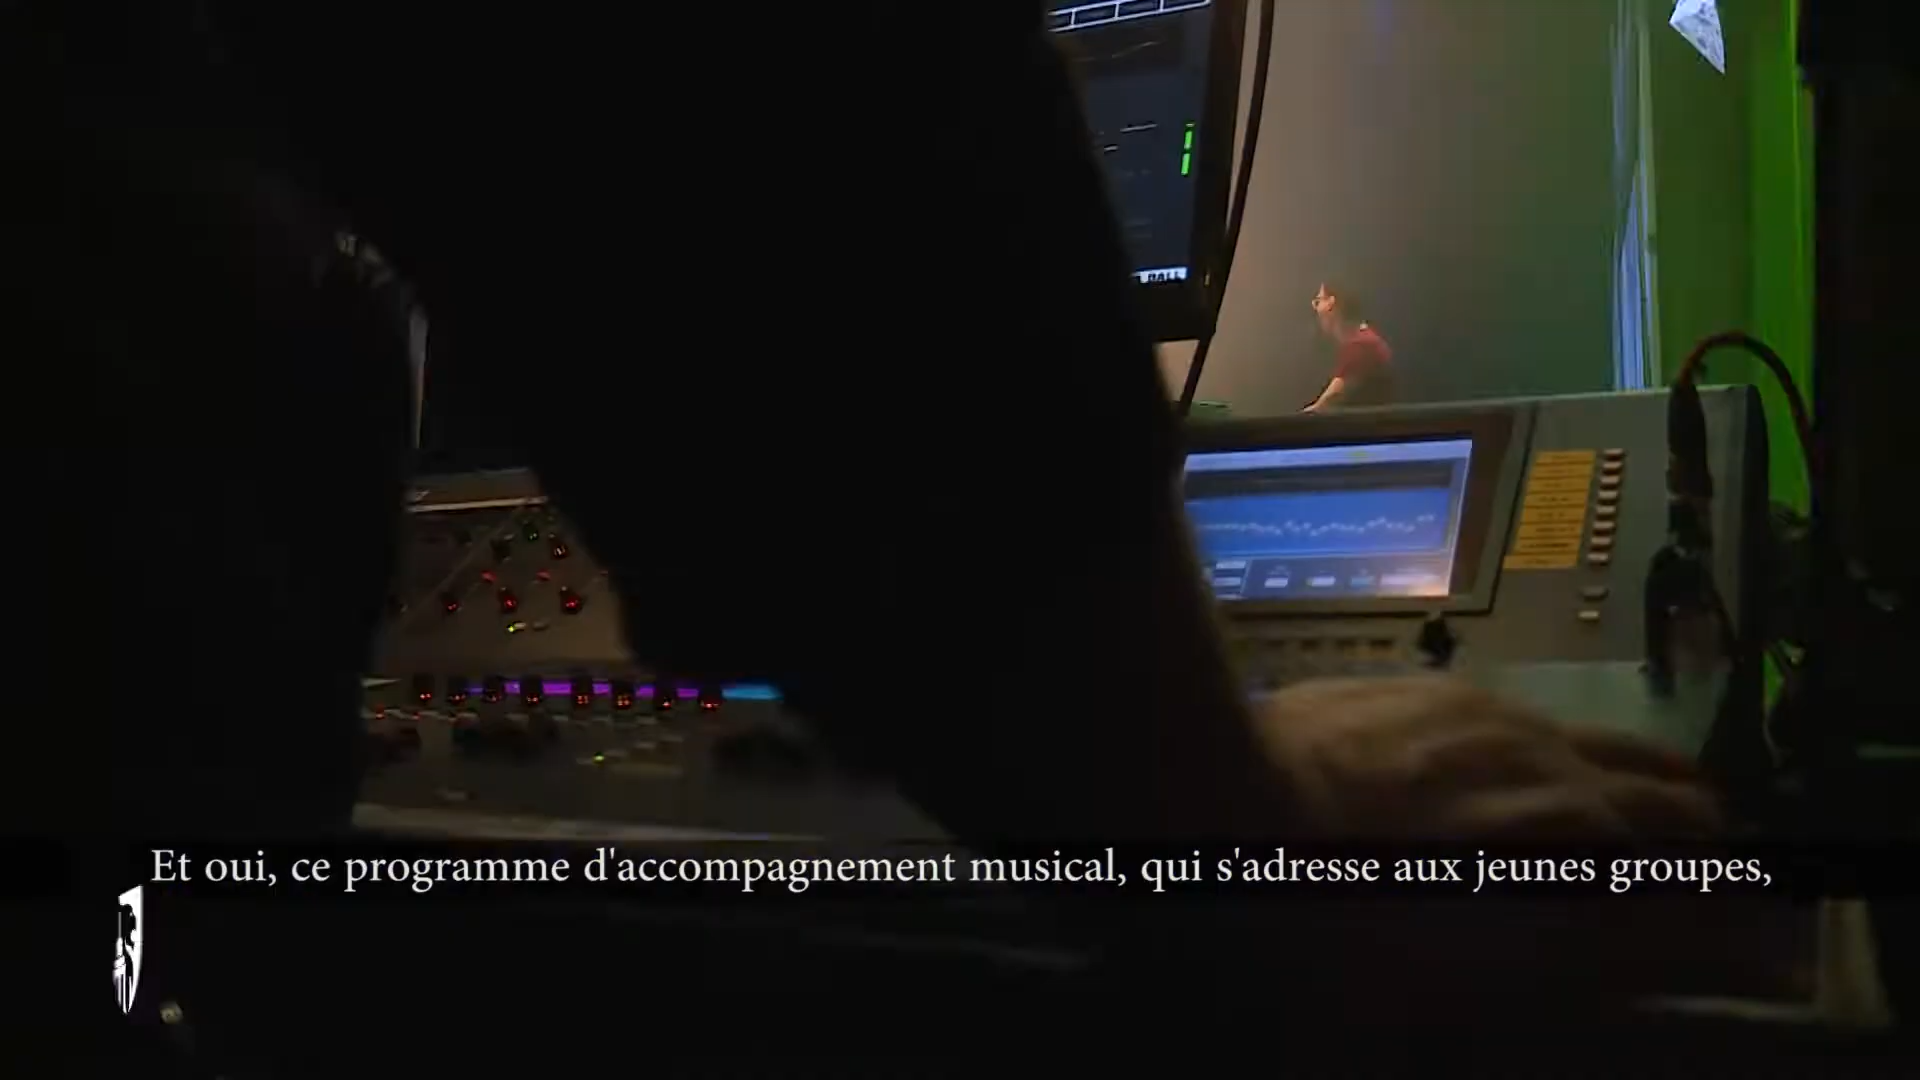 Et oui, ce programme d'accompagnement musical, qui s'adresse aux jeunes groupes,